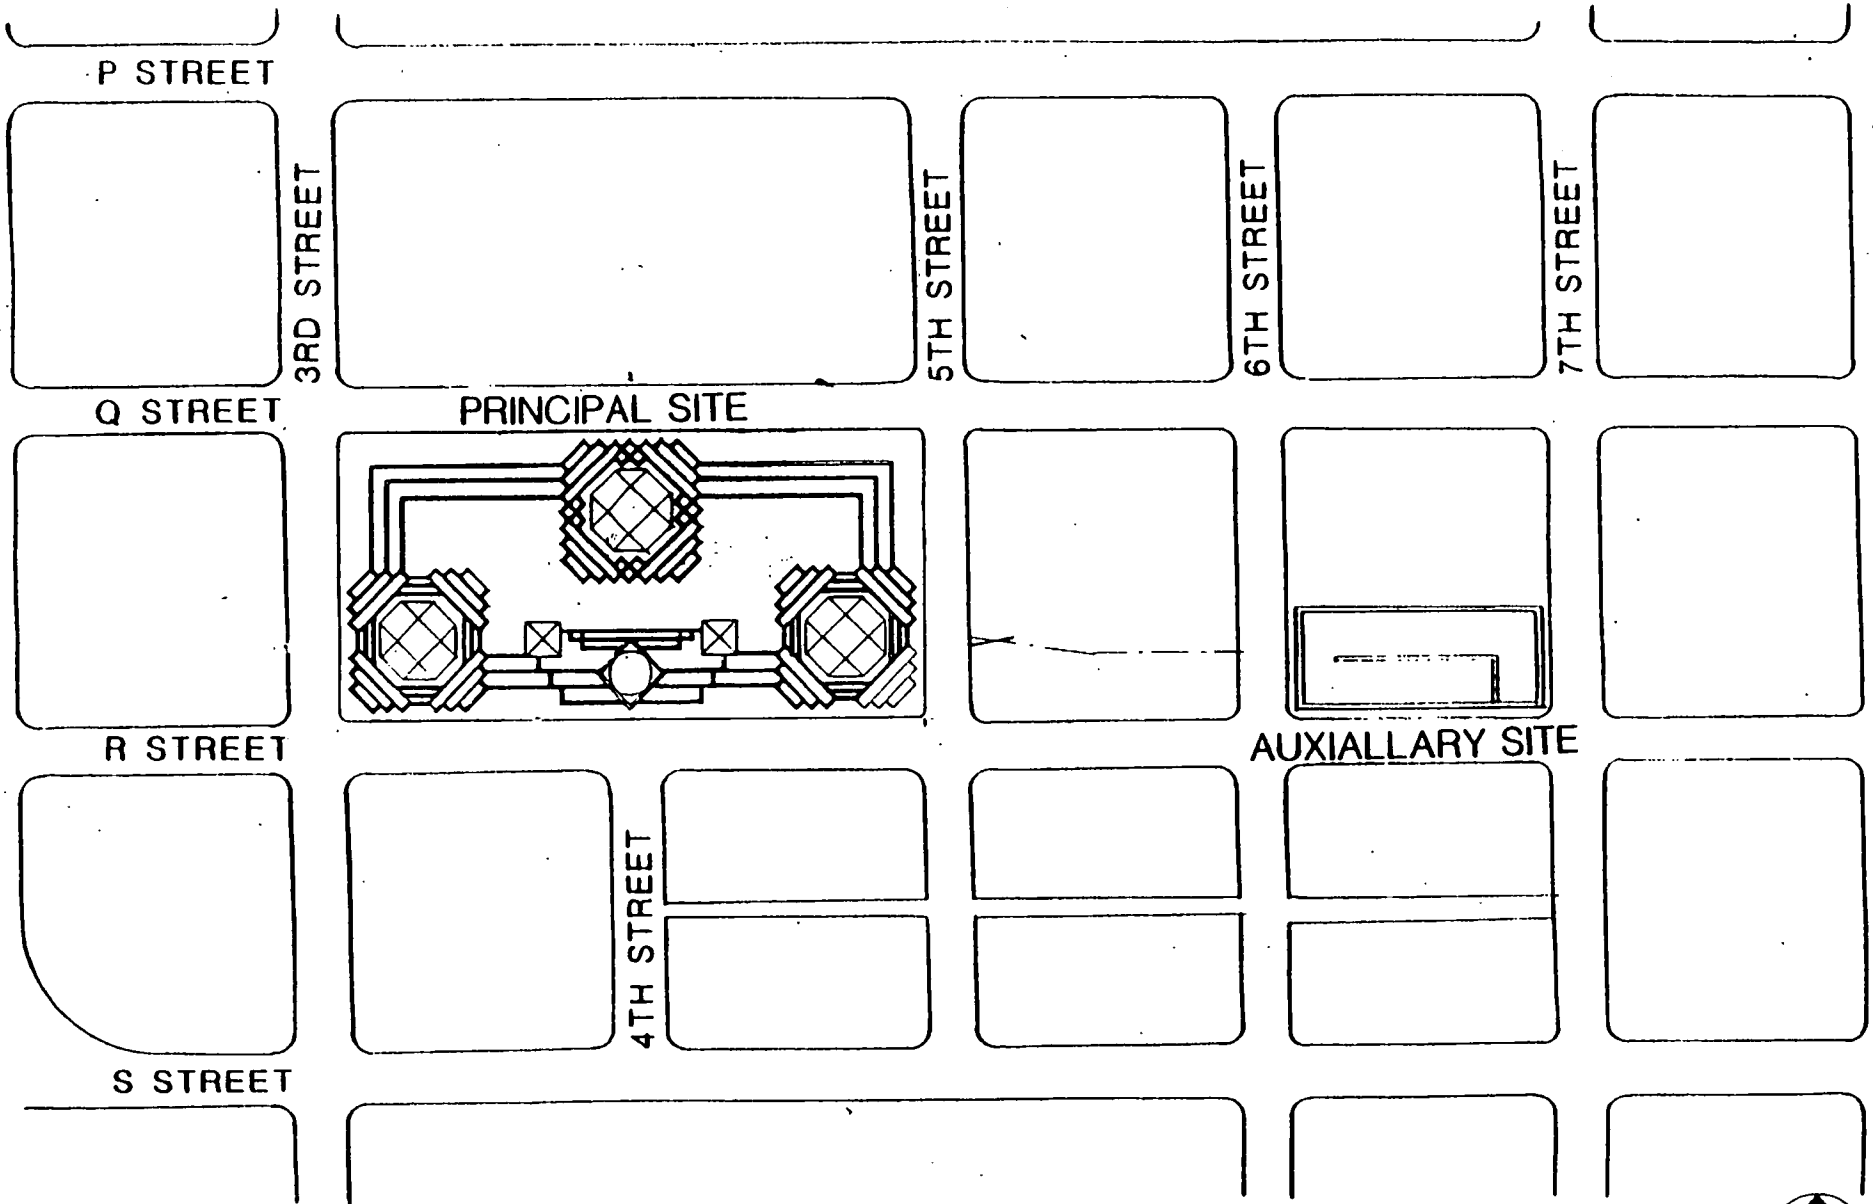 P STREET
3RD STREET
5TH STREET
6TH STREET
7TH STREET
Q STREET
PRINCIPAL SITE
R STREET
AUXIALLARY SITE
4TH STREET
S STREET